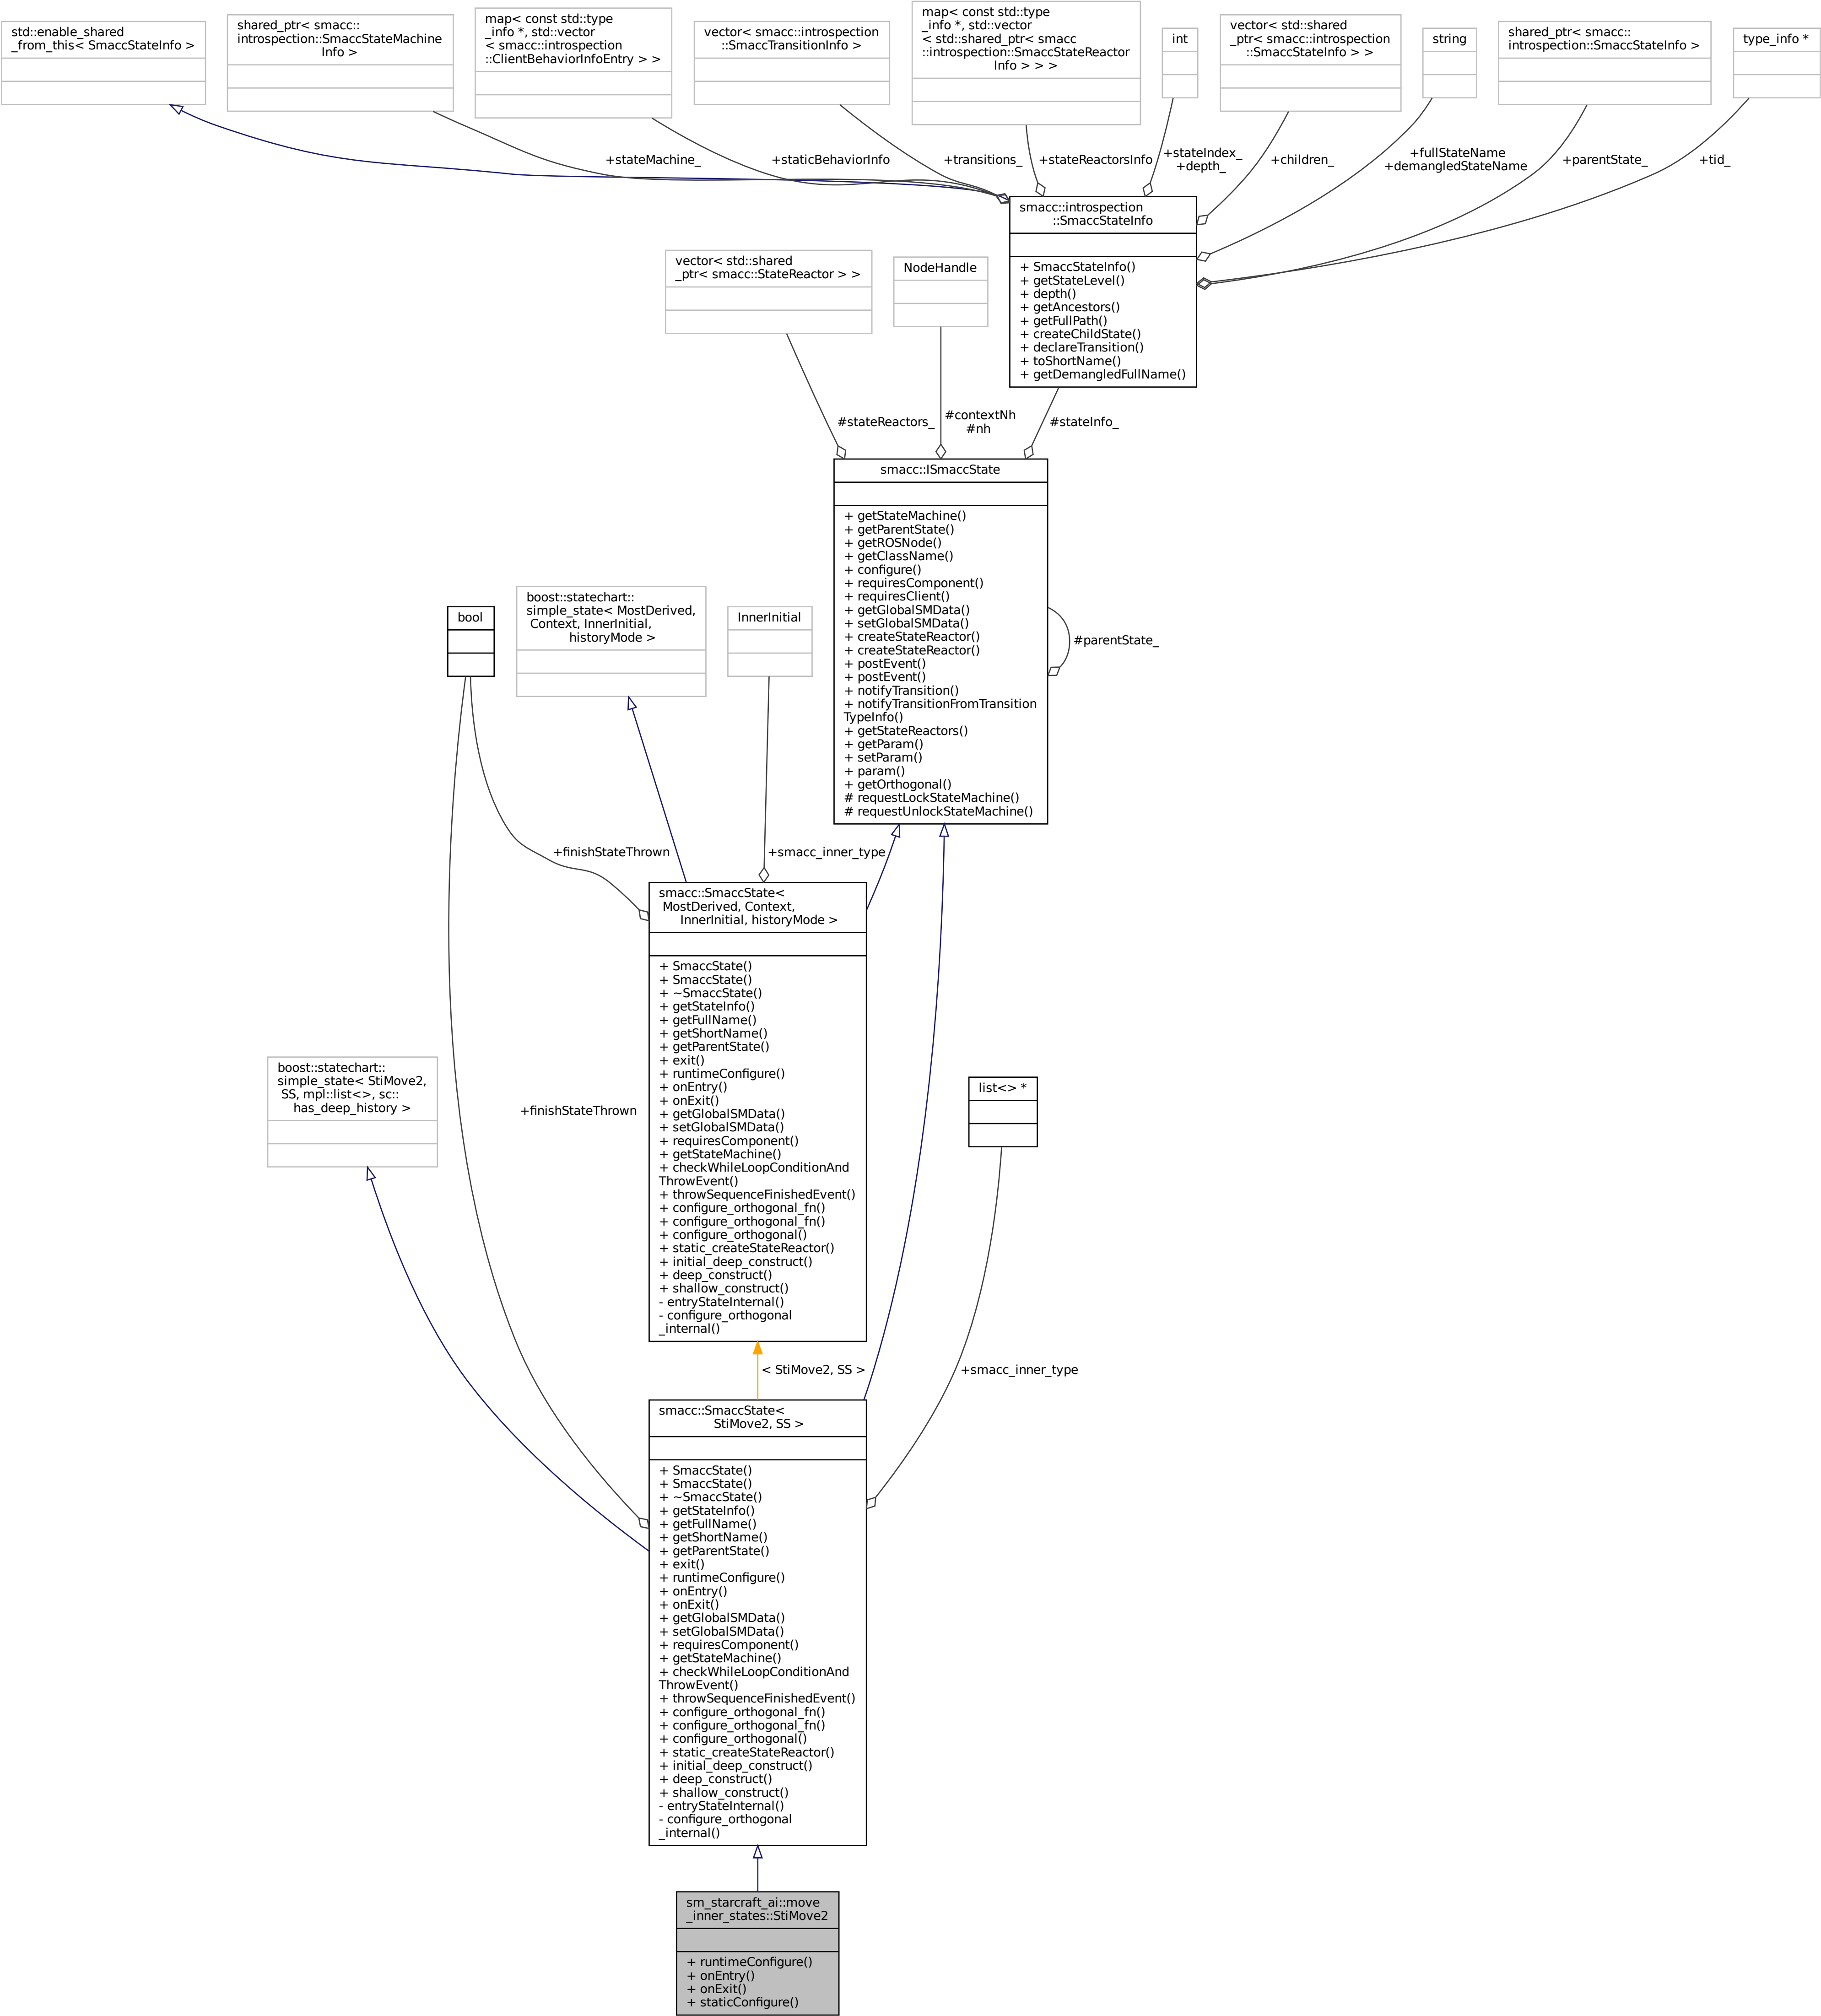 std::enable_shared
_from_this< SmaccStateInfo >
shared_ptr< smacc::
introspection::SmaccStateMachine
Info >
map< const std::type
_info *, std::vector
< smacc::introspection
::ClientBehaviorInfoEntry > >
vector< smacc::introspection
::SmaccTransitionInfo >
map< const std::type
_info *, std::vector
< std::shared_ptr< smacc
::introspection::SmaccStateReactor
Info > > >
int
vector< std::shared
_ptr< smacc::introspection
::SmaccStateInfo > >
string
shared_ptr< smacc::
introspection::SmaccStateInfo >
type_info *
+stateMachine_
+staticBehaviorInfo
+transitions_
+stateReactorsInfo
+stateIndex_
+depth_
+children_
+fullStateName
+demangledStateName
+parentState_
+tid_
smacc::introspection
::SmaccStateInfo
+ SmaccStateInfo()
+ getStateLevel()
+ depth()
+ getAncestors()
+ getFullPath()
+ createChildState()
+ declareTransition()
+ toShortName()
+ getDemangledFullName()
vector< std::shared
_ptr< smacc::StateReactor > >
NodeHandle
#stateReactors_
#contextNh
#nh
#stateInfo_
smacc::ISmaccState
+ getStateMachine()
+ getParentState()
+ getROSNode()
+ getClassName()
+ configure()
+ requiresComponent()
+ requiresClient()
+ getGlobalSMData()
+ setGlobalSMData()
+ createStateReactor()
+ createStateReactor()
+ postEvent()
+ postEvent()
+ notifyTransition()
+ notifyTransitionFromTransition
TypeInfo()
+ getStateReactors()
+ getParam()
+ setParam()
+ param()
+ getOrthogonal()
# requestLockStateMachine()
# requestUnlockStateMachine()
#parentState_
bool
boost::statechart::
simple_state< MostDerived,
Context, InnerInitial,
historyMode >
InnerInitial
+finishStateThrown
+smacc_inner_type
smacc::SmaccState<
MostDerived, Context,
InnerInitial, historyMode >
+ SmaccState()
+ SmaccState()
+ ~SmaccState()
+ getStateInfo()
+ getFullName()
+ getShortName()
+ getParentState()
+ exit()
+ runtimeConfigure()
+ onEntry()
+ onExit()
+ getGlobalSMData()
+ setGlobalSMData()
+ requiresComponent()
+ getStateMachine()
+ checkWhileLoopConditionAnd
ThrowEvent()
+ throwSequenceFinishedEvent()
+ configure_orthogonal_fn()
+ configure_orthogonal_fn()
+ configure_orthogonal()
+ static_createStateReactor()
+ initial_deep_construct()
+ deep_construct()
+ shallow_construct()
- entryStateInternal()
- configure_orthogonal
_internal()
boost::statechart::
simple_state< StiMove2,
SS, mpl::list<>, sc::
has_deep_history >
+finishStateThrown
list<> *
< StiMove2, SS >
+smacc_inner_type
smacc::SmaccState<
StiMove2, SS >
+ SmaccState()
+ SmaccState()
+ ~SmaccState()
+ getStateInfo()
+ getFullName()
+ getShortName()
+ getParentState()
+ exit()
+ runtimeConfigure()
+ onEntry()
+ onExit()
+ getGlobalSMData()
+ setGlobalSMData()
+ requiresComponent()
+ getStateMachine()
+ checkWhileLoopConditionAnd
ThrowEvent()
+ throwSequenceFinishedEvent()
+ configure_orthogonal_fn()
+ configure_orthogonal_fn()
+ configure_orthogonal()
+ static_createStateReactor()
+ initial_deep_construct()
+ deep_construct()
+ shallow_construct()
- entryStateInternal()
- configure_orthogonal
_internal()
sm_starcraft_ai::move
_inner_states::StiMove2
+ runtimeConfigure()
+ onEntry()
+ onExit()
+ staticConfigure()